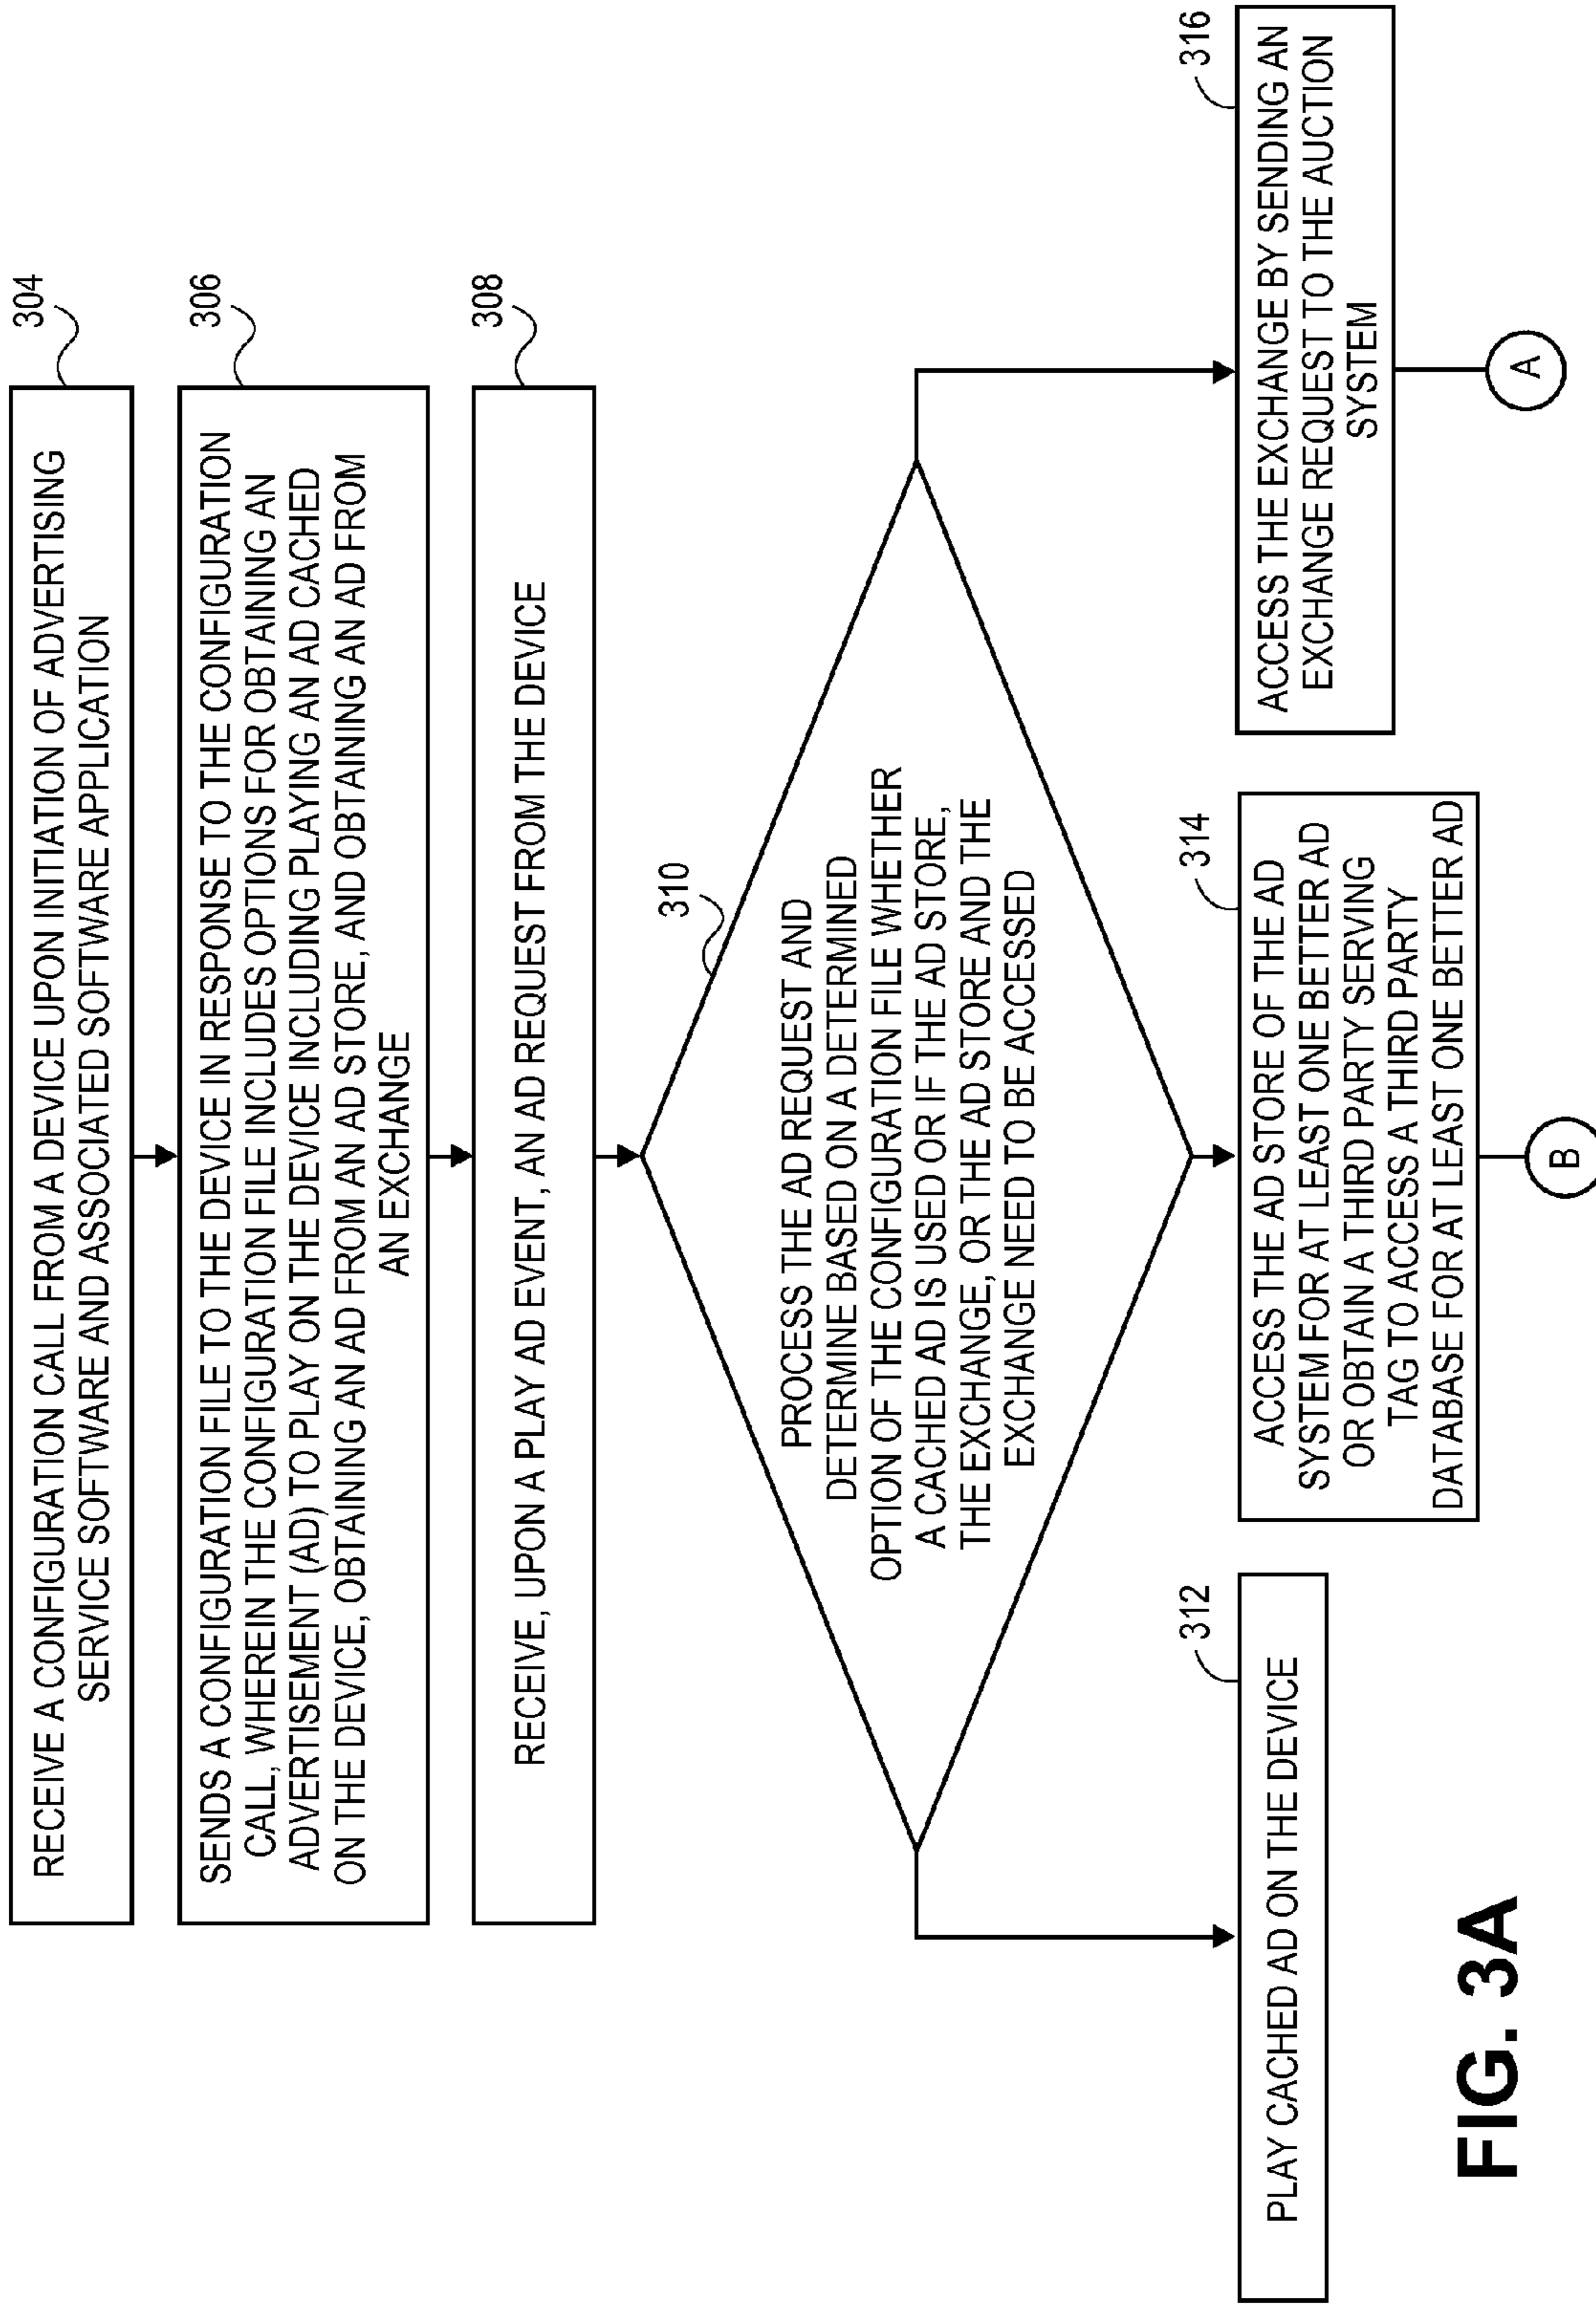 304
RECEIVE A CONFIGURATION CALL FROM A DEVICE UPON INITIATION OF ADVERTISING
SERVICE SOFTWARE AND ASSOCIATED SOFTWARE APPLICATION
306
SENDS A CONFIGURATION FILE TO THE DEVICE IN RESPONSE TO THE CONFIGURATION
CALL, WHEREIN THE CONFIGURATION FILE INCLUDES OPTIONS FOR OBTAINING AN
ADVERTISEMENT (AD) TO PLAY ON THE DEVICE INCLUDING PLAYING AN AD CACHED
ON THE DEVICE, OBTAINING AN AD FROM AN AD STORE, AND OBTAINING AN AD FROM
AN EXCHANGE
308
RECEIVE, UPON A PLAY AD EVENT, AN AD REQUEST FROM THE DEVICE
310
PROCESS THE AD REQUEST AND
DETERMINE BASED ON A DETERMINED
OPTION OF THE CONFIGURATION FILE WHETHER
A CACHED AD IS USED OR IF THE AD STORE,
THE EXCHANGE, OR THE AD STORE AND THE
EXCHANGE NEED TO BE ACCESSED
312
PLAY CACHED AD ON THE DEVICE
314
ACCESS THE AD STORE OF THE AD
SYSTEM FOR AT LEAST ONE BETTER AD
OR OBTAIN A THIRD PARTY SERVING
TAG TO ACCESS A THIRD PARTY
DATABASE FOR AT LEAST ONE BETTER AD
B
316
ACCESS THE EXCHANGE BY SENDING AN
EXCHANGE REQUEST TO THE AUCTION
SYSTEM
A
FIG. 3A